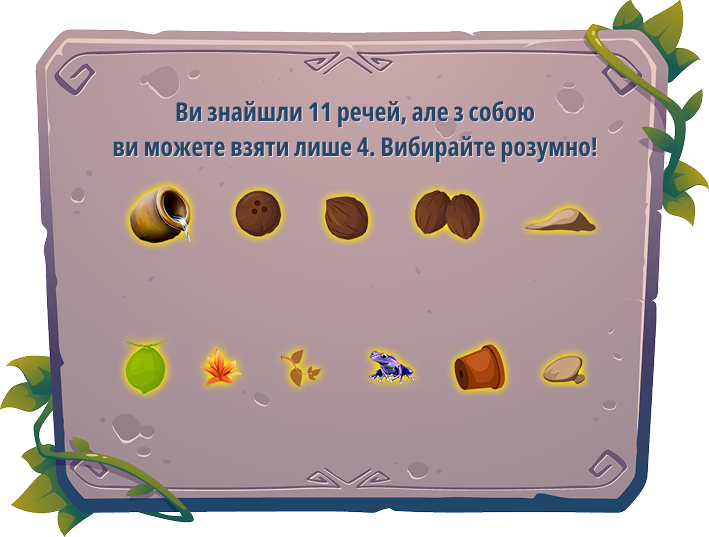 Ви знайшли 11 речей, але з собою
ви можете взяти лише 4. Вибирайте розумно!